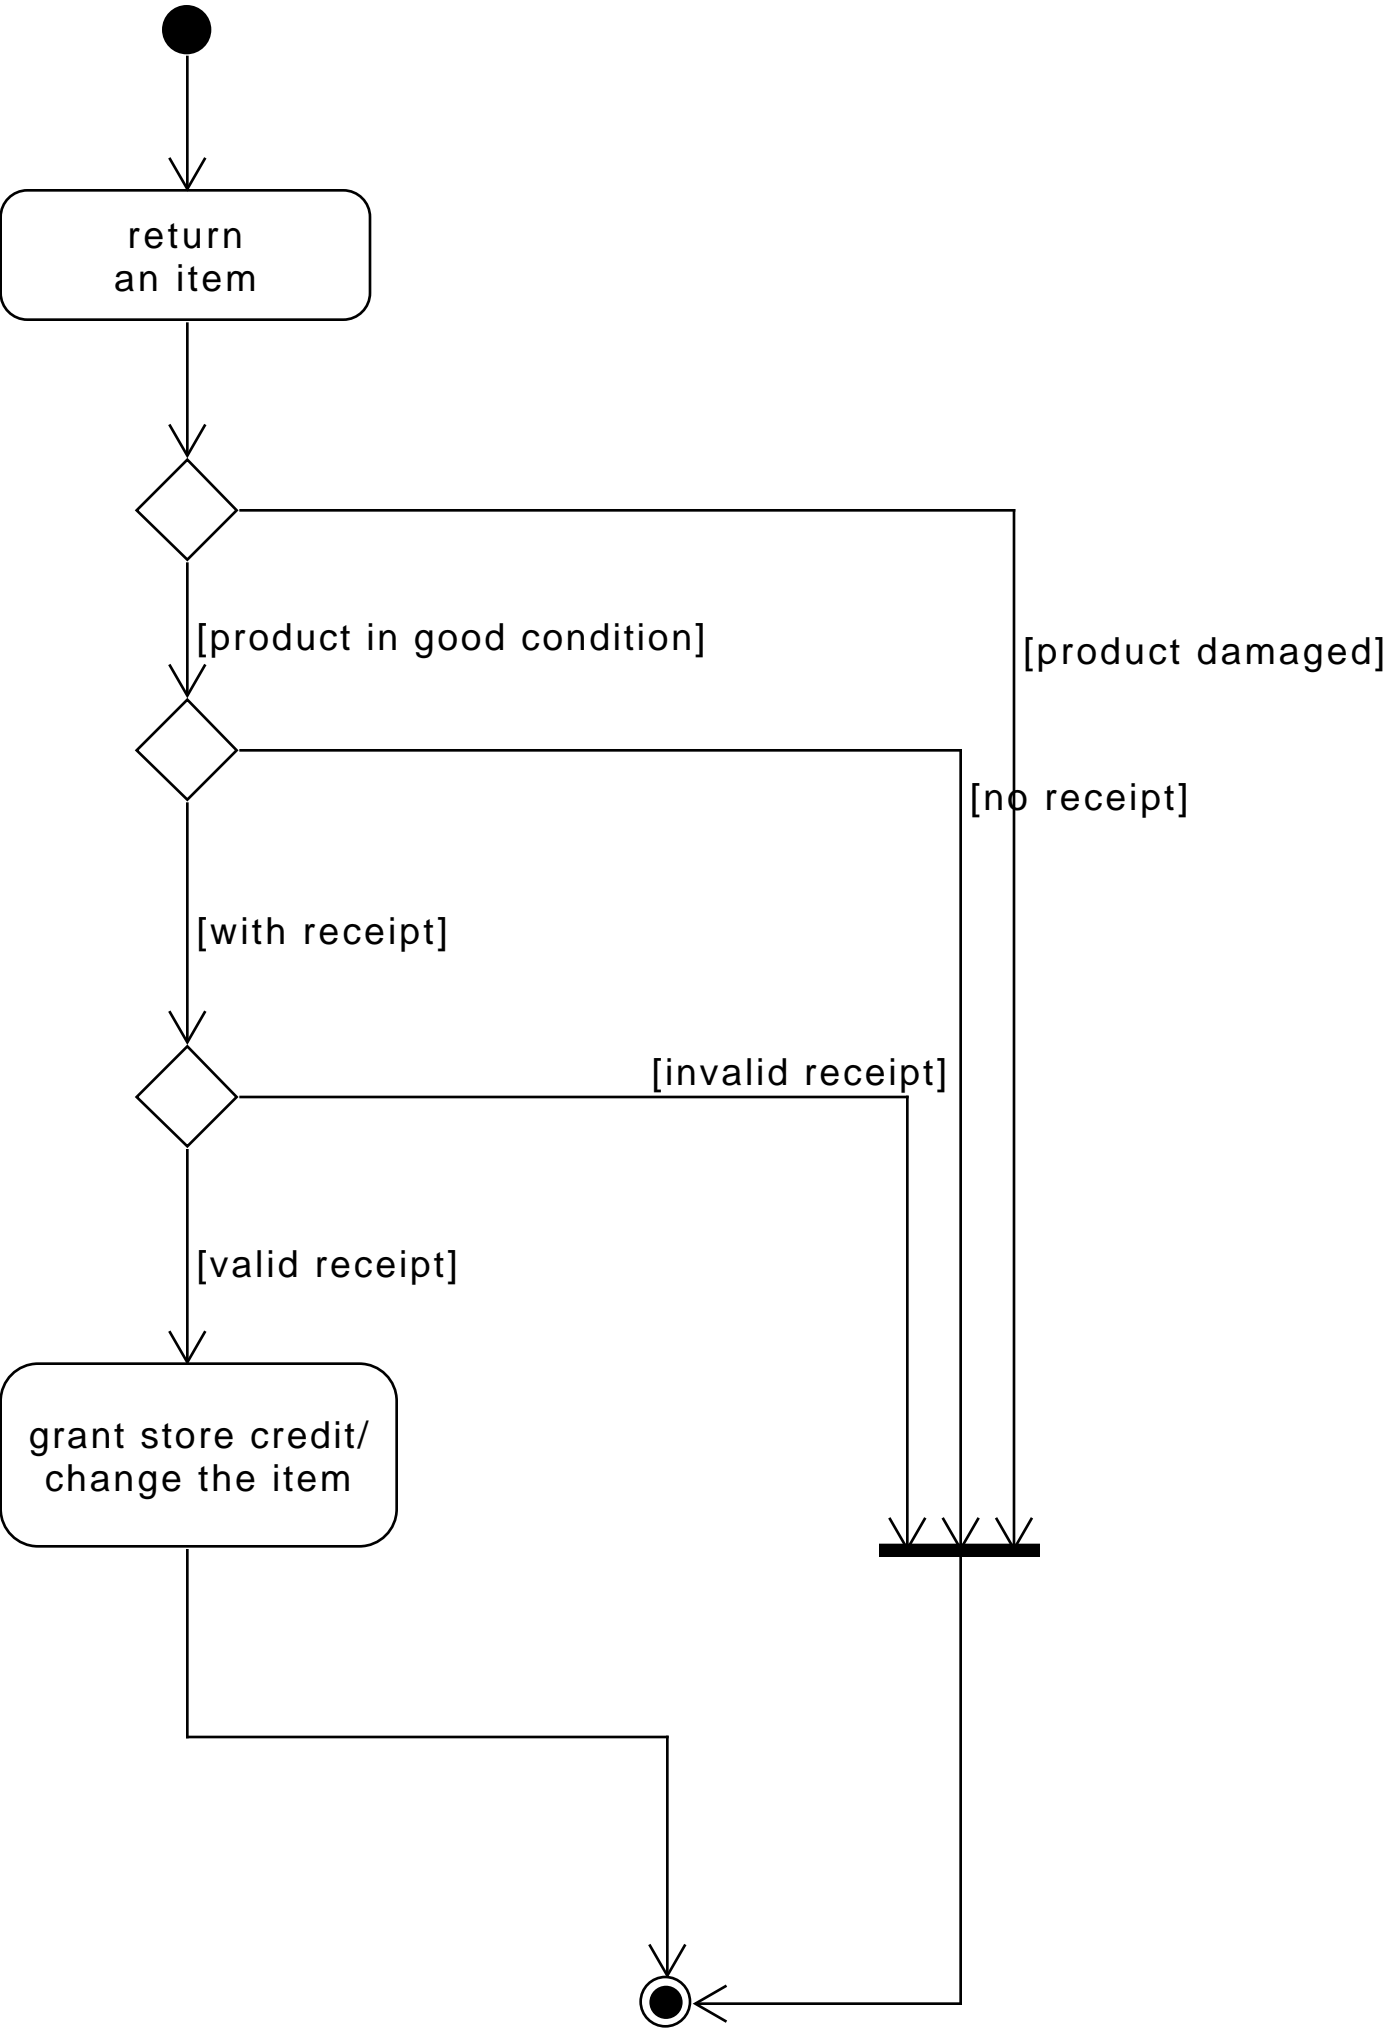 return
an item
[product in good condition]
[product damaged]
[no receipt]
[with receipt]
[invalid receipt]
[valid receipt]
grant store credit/
change the item